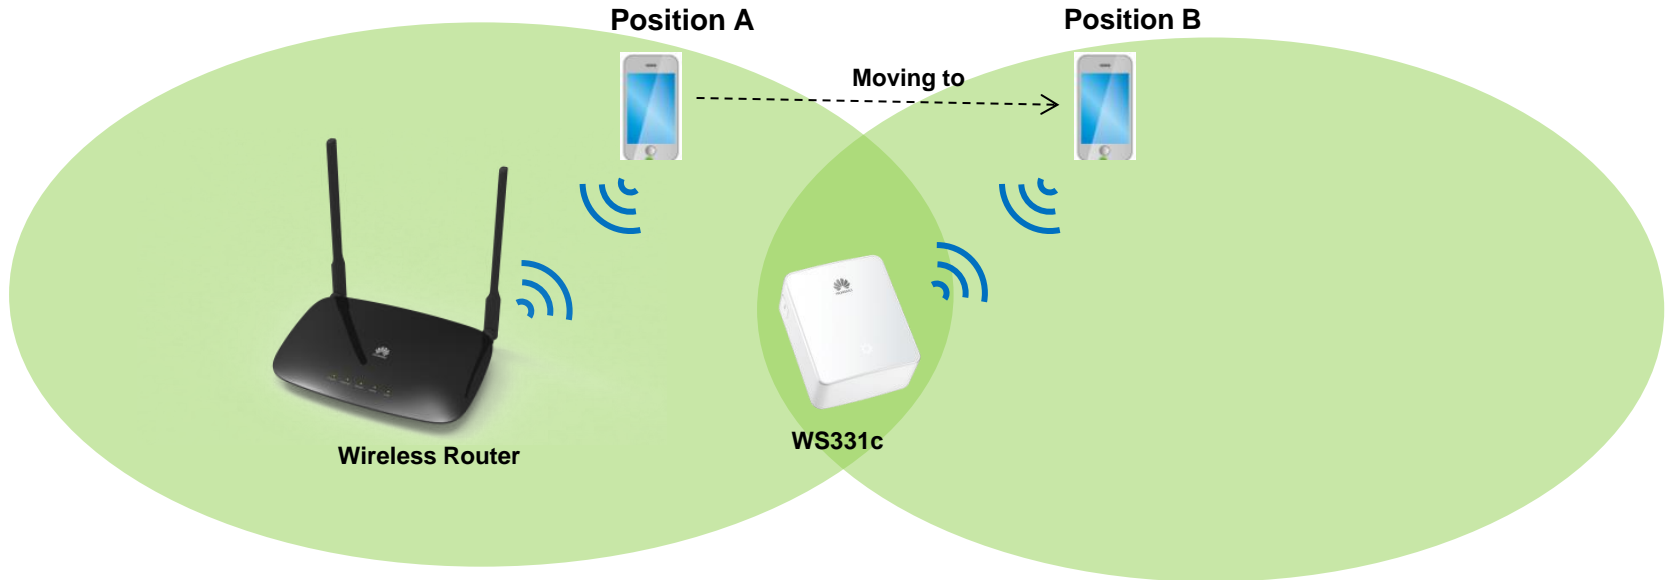 Position A
Position B
Moving to
Wireless Router
WS331c